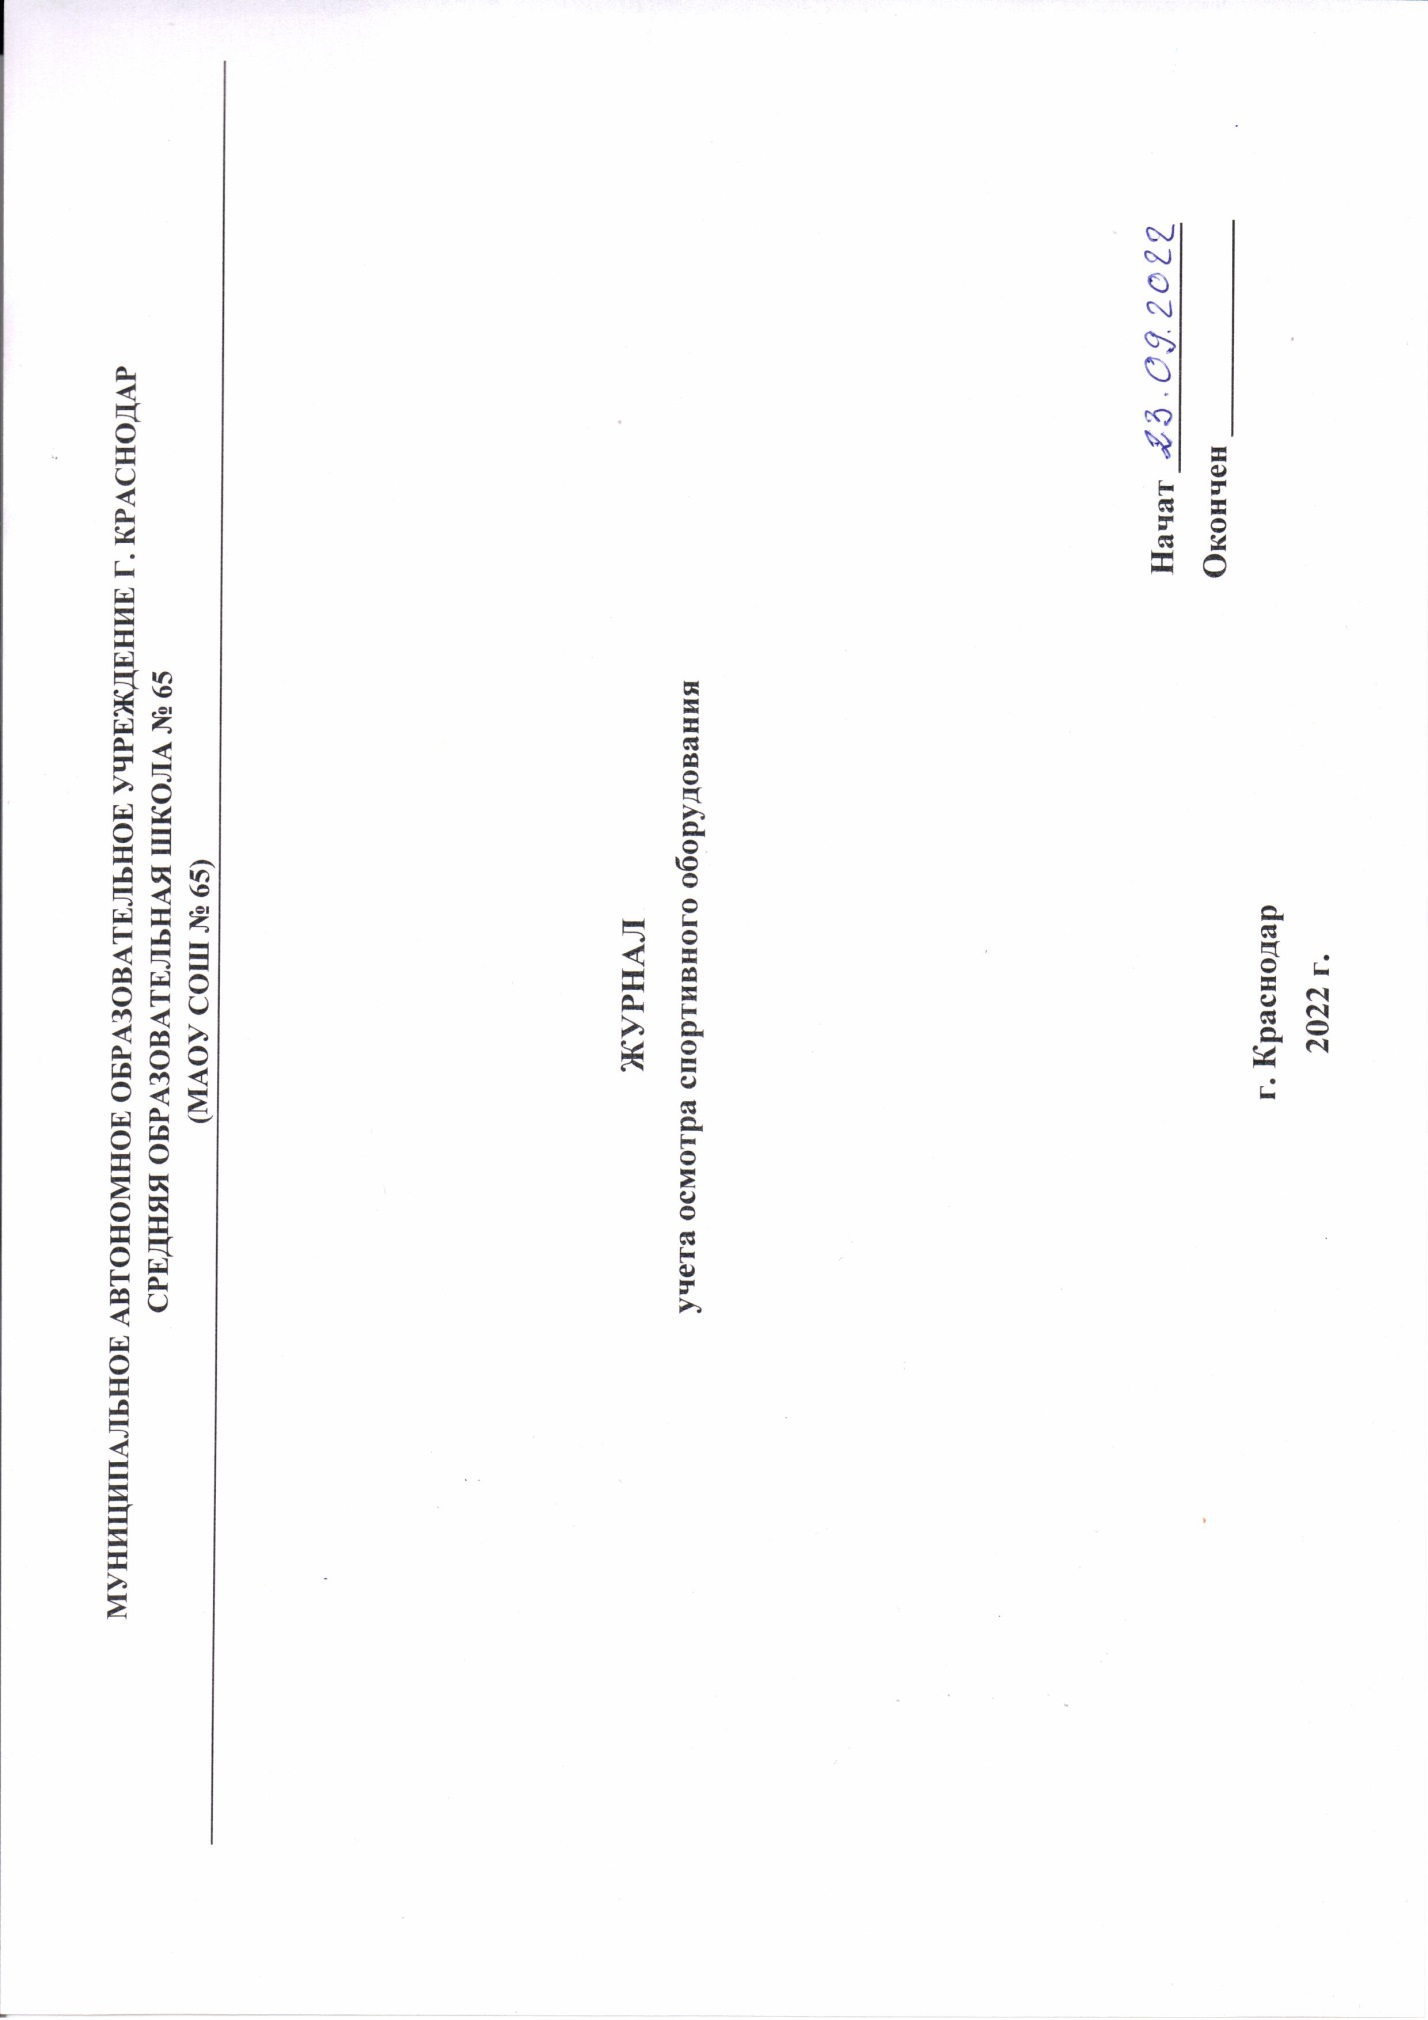 МУНИЦИПАЛЬНОЕ АВТОНОМНОЕ ОБРАЗОВАТЕЛЬНОЕ УЧРЕЖДЕНИЕ Г. КРАСНОДАР
СРЕДНЯЯ ОБРАЗОВАТЕЛЬНАЯ ШКОЛА № 65
(МАОУ СОШ № 65)
ЖУРНАЛ
учета осмотра спортивного оборудования
Начат 23.09.2022
Окончен
г. Краснодар
2022 г.